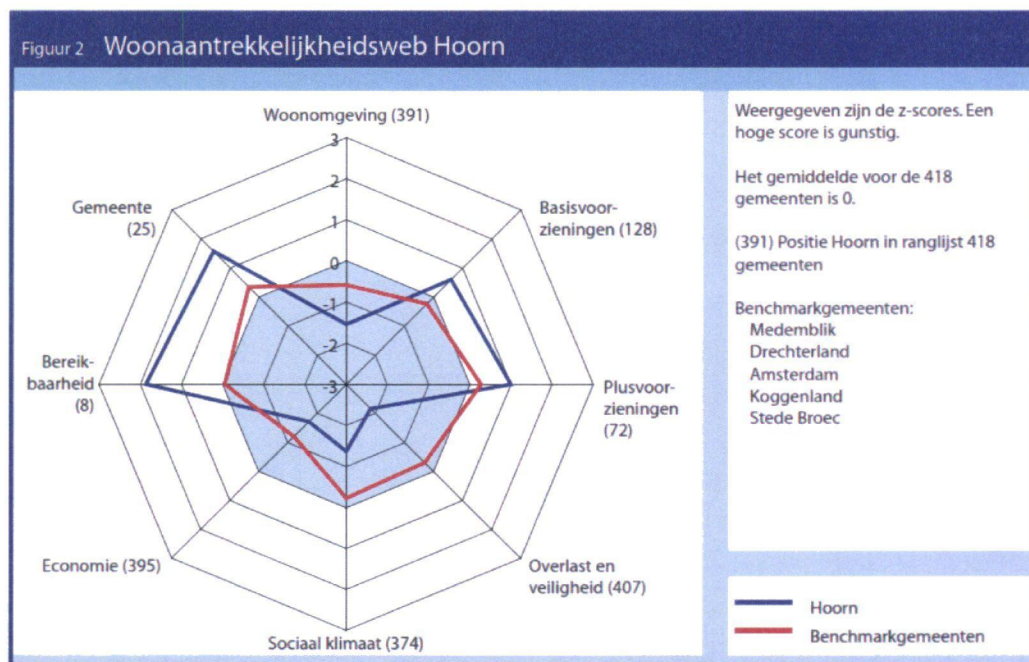 Figuur 2 Woonaantrekkelijkheidsweb Hoorn
Woonomgeving (391)
3
2
1
0
-1
-2
-3
Gemeente
(25)
Basisvoor-
zieningen (128)
Bereik-
baarheid
(8)
Plusvoor-
zieningen
(72)
Economie (395)
Overlast en
veiligheid (407)
Sociaal klimaat (374)
Weergegeven zijn de z-scores. Een
hoge score is gunstig.
Het gemiddelde voor de 418
gemeenten is 0.
(391) Positie Hoorn in ranglijst 418
gemeenten
Benchmarkgemeenten:
Medemblik
Drechterland
Amsterdam
Koggenland
Stede Broec
Hoorn
Benchmarkgemeenten